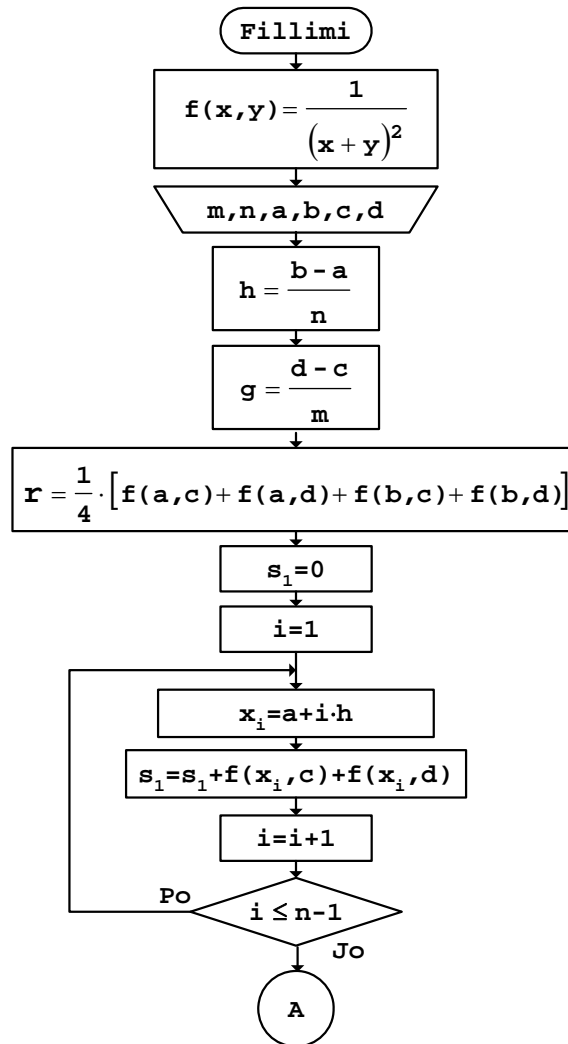 Fillimi
f(x,y)=1/(x+y)²
m,n,a,b,c,d
h=b-a/n
g=d-c/m
r=1/4·[f(a,c)+f(a,d)+f(b,c)+f(b,d)]
s₁=0
i=1
xᵢ=a+i·h
s₁=s₁+f(xᵢ,c)+f(xᵢ,d)
i=i+1
Po
i≤n-1
Jo
A